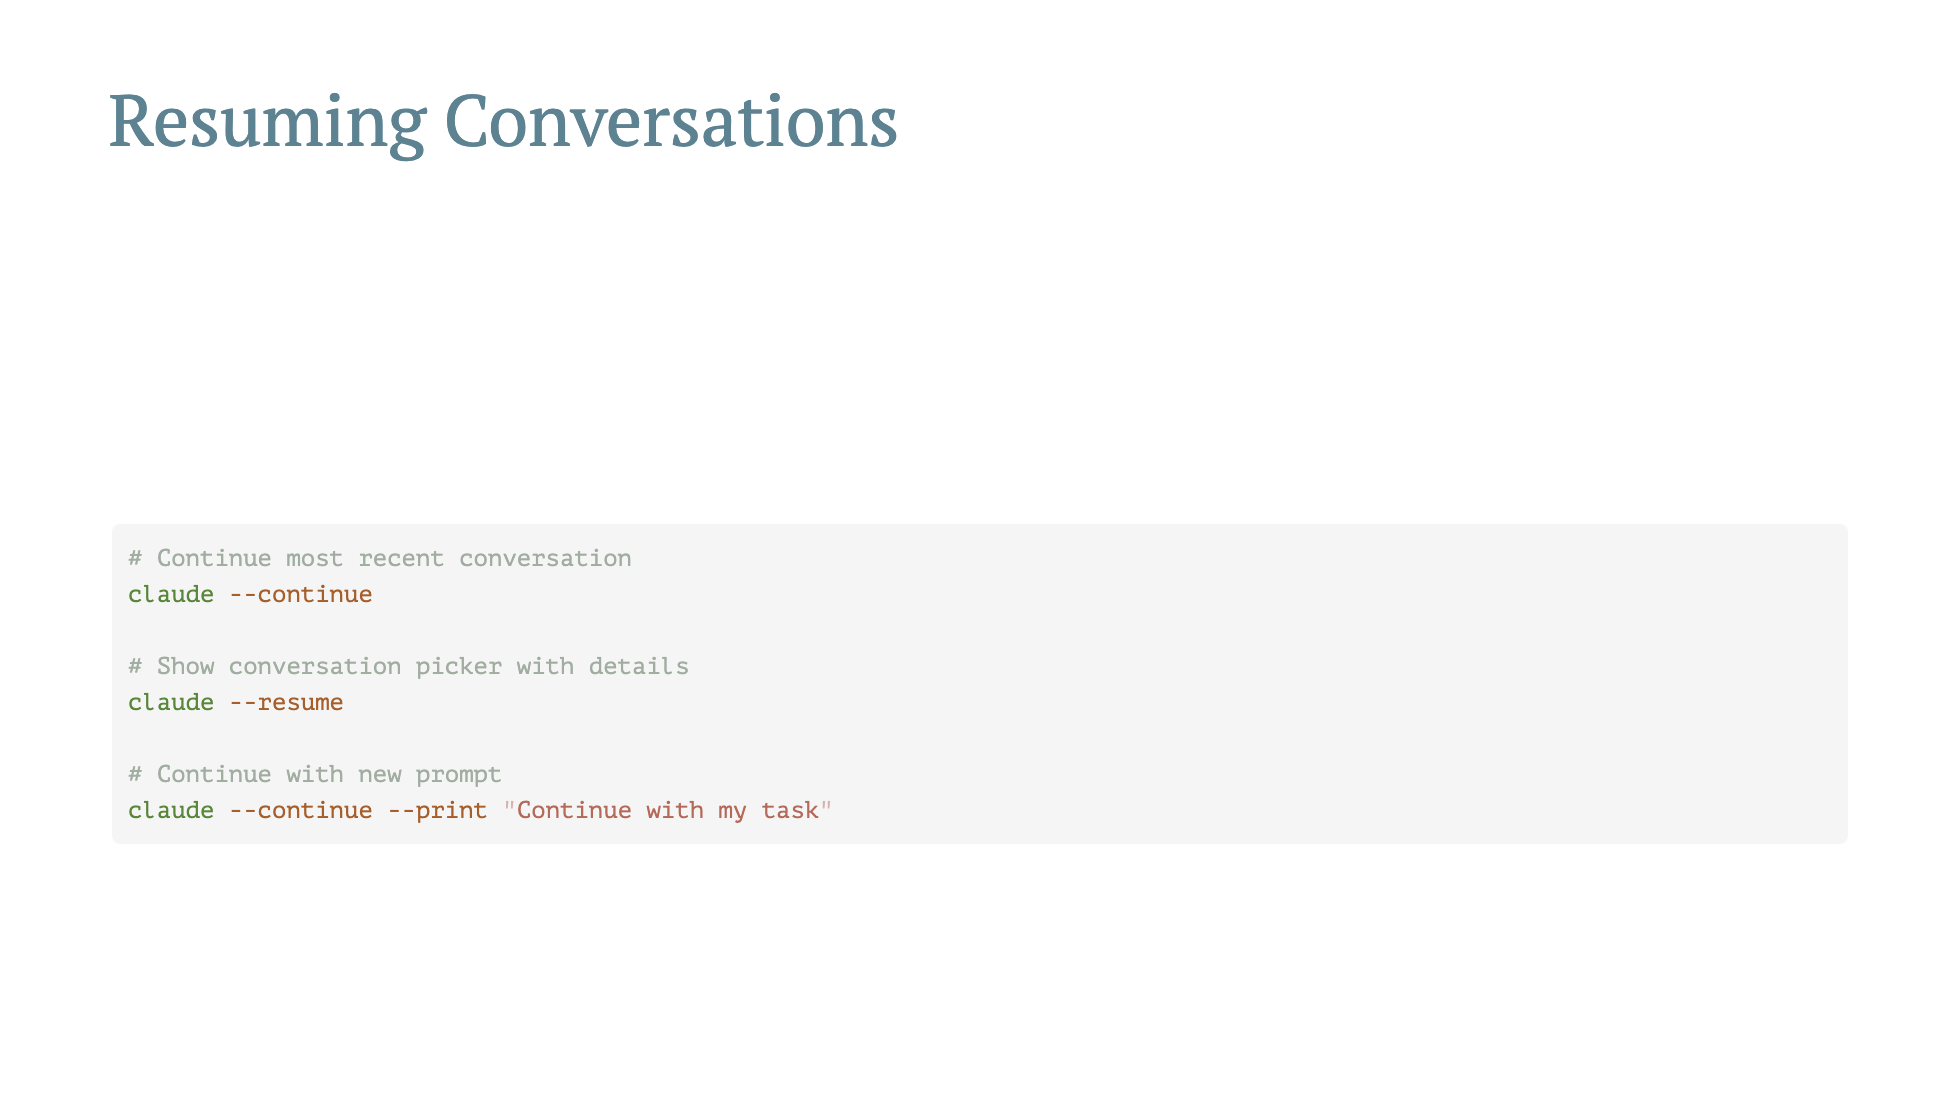 Resuming Conversations
# Continue most recent conversation
claude --continue
# Show conversation picker with details
claude --resume
# Continue with new prompt
claude --continue --print "Continue with my task"